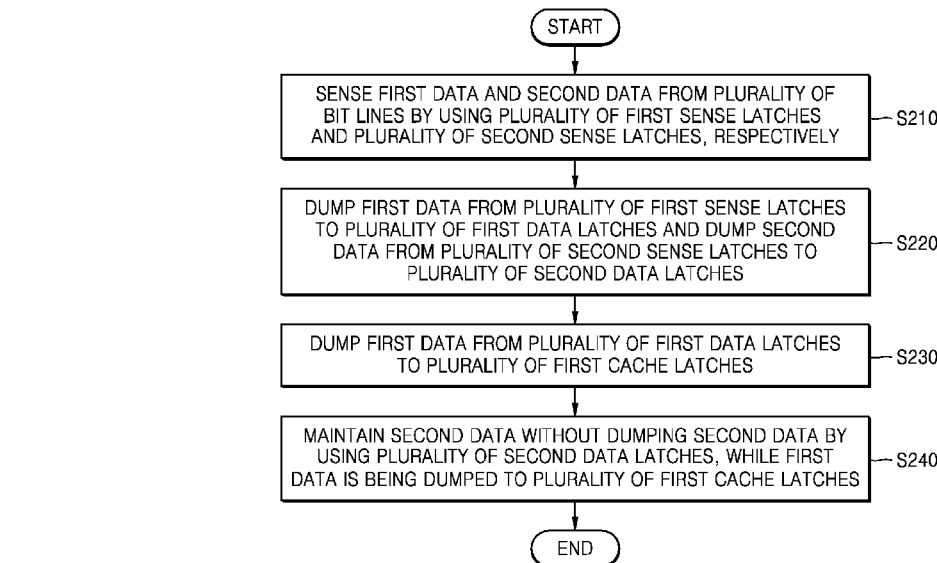 START
SENSE FIRST DATA AND SECOND DATA FROM PLURALITY OF
BIT LINES BY USING PLURALITY OF FIRST SENSE LATCHES
AND PLURALITY OF SECOND SENSE LATCHES, RESPECTIVELY
S210
DUMP FIRST DATA FROM PLURALITY OF FIRST SENSE LATCHES
TO PLURALITY OF FIRST DATA LATCHES AND DUMP SECOND
DATA FROM PLURALITY OF SECOND SENSE LATCHES TO
PLURALITY OF SECOND DATA LATCHES
S220
DUMP FIRST DATA FROM PLURALITY OF FIRST DATA LATCHES
TO PLURALITY OF FIRST CACHE LATCHES
S230
MAINTAIN SECOND DATA WITHOUT DUMPING SECOND DATA BY
USING PLURALITY OF SECOND DATA LATCHES, WHILE FIRST
DATA IS BEING DUMPED TO PLURALITY OF FIRST CACHE LATCHES
S240
END